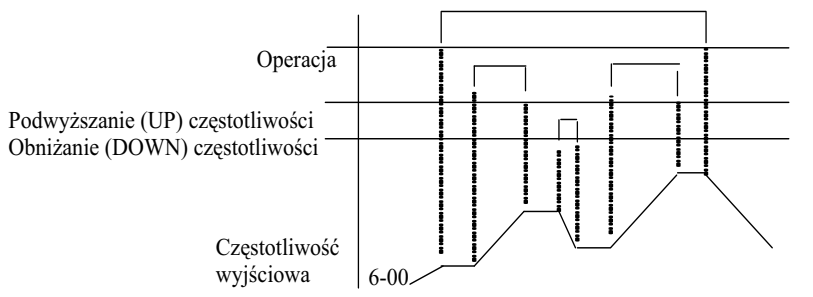 Operacja
Podwyższanie (UP) częstotliwości
Obniżanie (DOWN) częstotliwości
Częstotliwość
wyjściowa
6-00